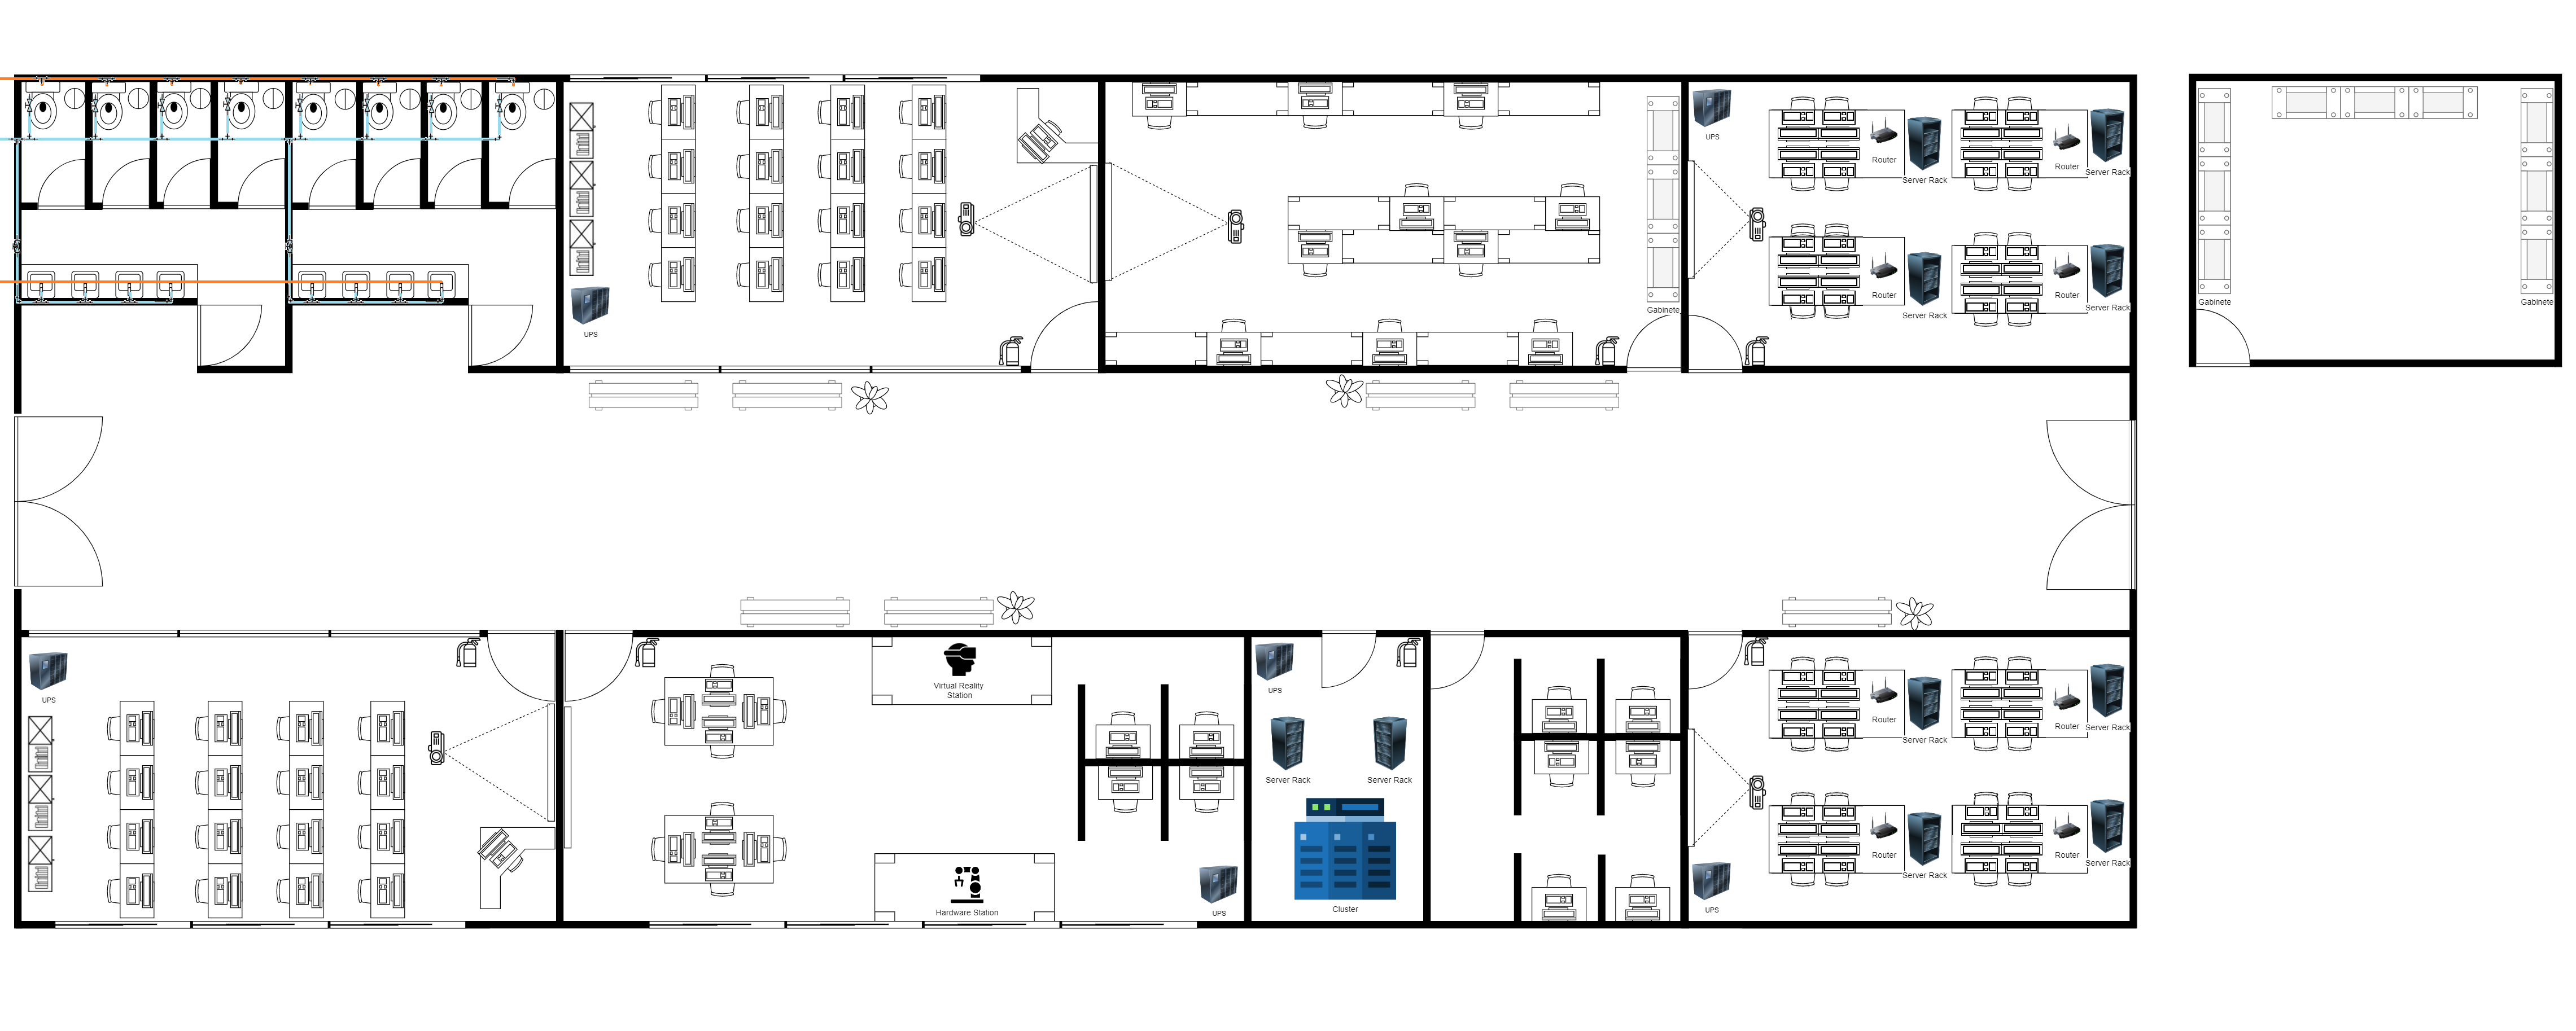 UPS
Router
Server Rack
Router
Server Rack
Router
Server Rack
Router
Server Rack
UPS
Gabinete
Gabinete
Gabinete
UPS
Virtual Reality
Station
Hardware Station
UPS
UPS
Server Rack
Server Rack
Cluster
Router
Server Rack
Router
Server Rack
Router
Server Rack
Router
Server Rack
UPS